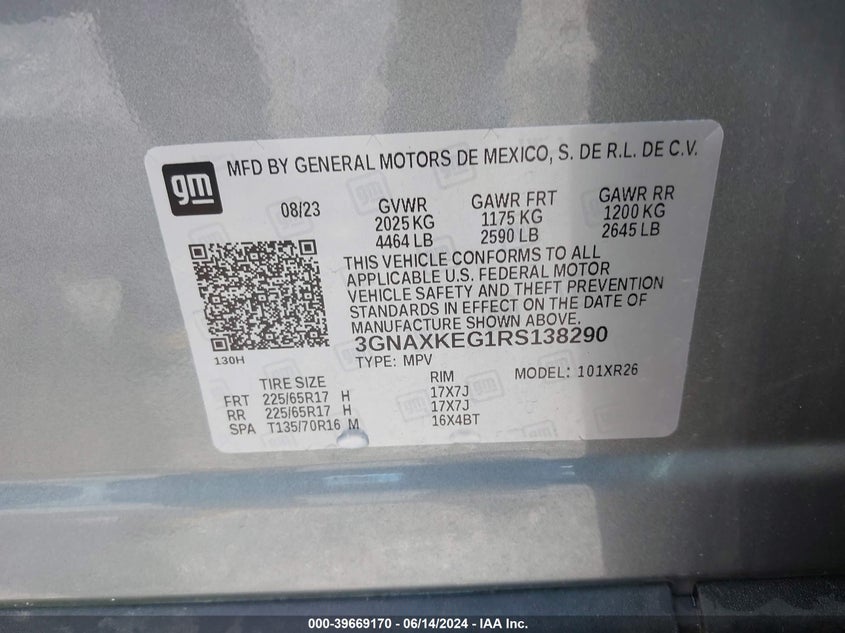 gm
MFD BY GENERAL MOTORS DE MEXICO, S. DE R.L. DE C.V.
08/23 GVWR GAWR FRT GAWR RR
2025 KG 1175 KG 1200 KG
4464 LB 2590 LB 2645 LB
THIS VEHICLE CONFORMS TO ALL
APPLICABLE U.S. FEDERAL MOTOR
VEHICLE SAFETY AND THEFT PREVENTION
STANDARDS IN EFFECT ON THE DATE OF
MANUFACTURE SHOWN ABOVE.
3GNAXKEG1RS138290
130H
TYPE: MPV MODEL: 101XR26
TIRE SIZE RIM
FRT 225/65R17 H 17X7J
RR 225/65R17 H 17X7J
SPA T135/70R16 M 16X4BT
000-39669170 - 06/14/2024 - IAA Inc.